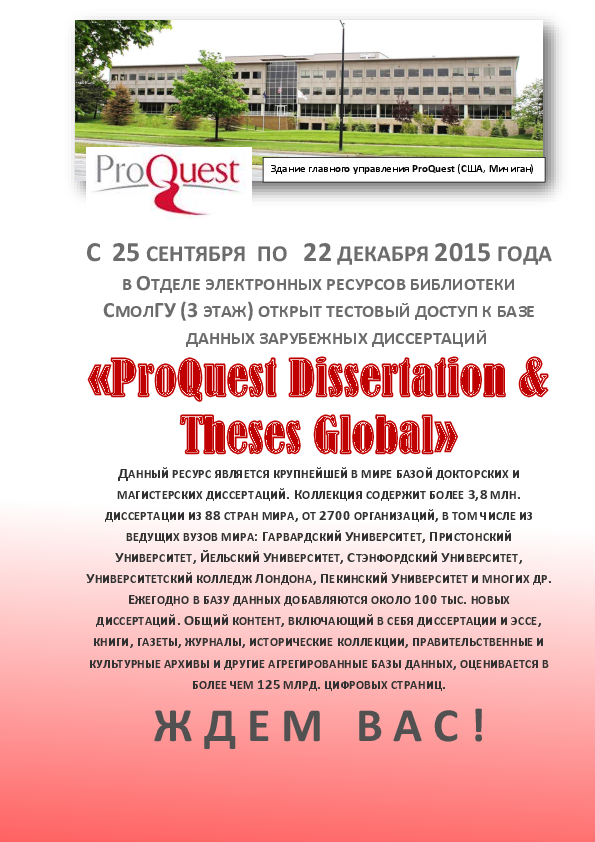 Здание главного управления ProQuest (США, Мичиган)
ProQuest
С 25 СЕНТЯБРЯ ПО 22 ДЕКАБРЯ 2015 ГОДА
В ОТДЕЛЕ ЭЛЕКТРОННЫХ РЕСУРСОВ БИБЛИОТЕКИ
СМОЛГУ (3 ЭТАЖ) ОТКРЫТ ТЕСТОВЫЙ ДОСТУП К БАЗЕ
ДАННЫХ ЗАРУБЕЖНЫХ ДИССЕРТАЦИЙ
«ProQuest Dissertation &
Theses Global»
ДАННЫЙ РЕСУРС ЯВЛЯЕТСЯ КРУПНЕЙШЕЙ В МИРЕ БАЗОЙ ДОКТОРСКИХ И
МАГИСТЕРСКИХ ДИССЕРТАЦИЙ. КОЛЛЕКЦИЯ СОДЕРЖИТ БОЛЕЕ 3,8 МЛН.
ДИССЕРТАЦИИ ИЗ 88 СТРАН МИРА, ОТ 2700 ОРГАНИЗАЦИЙ, В ТОМ ЧИСЛЕ ИЗ
ВЕДУЩИХ ВУЗОВ МИРА: ГАРВАРДСКИЙ УНИВЕРСИТЕТ, ПРИСТОНСКИЙ
УНИВЕРСИТЕТ, ЙЕЛЬСКИЙ УНИВЕРСИТЕТ, СТЭНФОРДСКИЙ УНИВЕРСИТЕТ,
УНИВЕРСИТЕТСКИЙ КОЛЛЕДЖ ЛОНДОНА, ПЕКИНСКИЙ УНИВЕРСИТЕТ И МНОГИХ ДР.
ЕЖЕГОДНО В БАЗУ ДАННЫХ ДОБАВЛЯЮТСЯ ОКОЛО 100 ТЫС. НОВЫХ
ДИССЕРТАЦИЙ. ОБЩИЙ КОНТЕНТ, ВКЛЮЧАЮЩИЙ В СЕБЯ ДИССЕРТАЦИИ И ЭССЕ,
КНИГИ, ГАЗЕТЫ, ЖУРНАЛЫ, ИСТОРИЧЕСКИЕ КОЛЛЕКЦИИ, ПРАВИТЕЛЬСТВЕННЫЕ И
КУЛЬТУРНЫЕ АРХИВЫ И ДРУГИЕ АГРЕГИРОВАННЫЕ БАЗЫ ДАННЫХ, ОЦЕНИВАЕТСЯ В
БОЛЕЕ ЧЕМ 125 МЛРД. ЦИФРОВЫХ СТРАНИЦ.
ЖДЕМ ВАС!